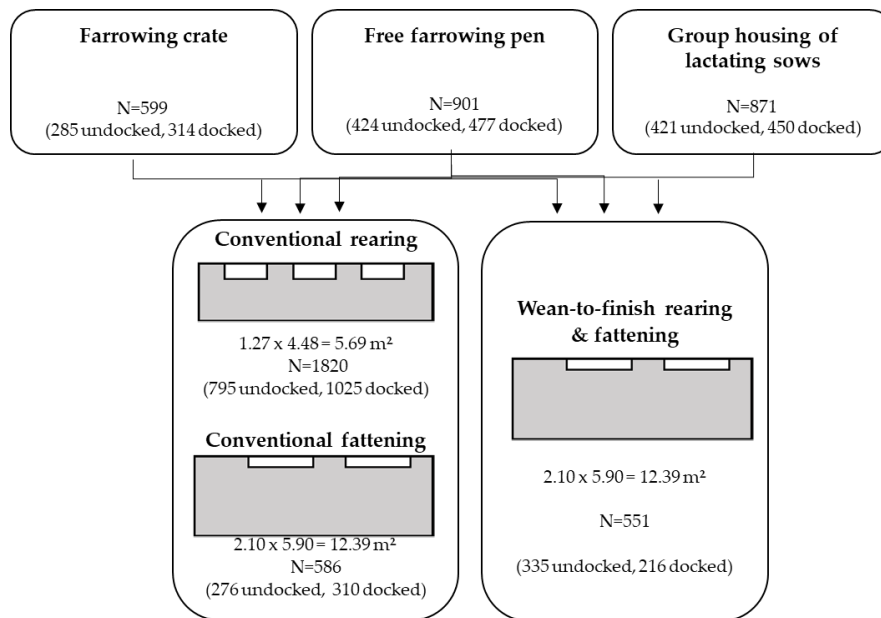 Farrowing crate
N=599
(285 undocked, 314 docked)
Free farrowing pen
N=901
(424 undocked, 477 docked)
Group housing of
lactating sows
N=871
(421 undocked, 450 docked)
Conventional rearing
1.27 x 4.48 = 5.69 m²
N=1820
(795 undocked, 1025 docked)
Conventional fattening
2.10 x 5.90 = 12.39 m²
N=586
(276 undocked, 310 docked)
Wean-to-finish rearing
& fattening
2.10 x 5.90 = 12.39 m²
N=551
(335 undocked, 216 docked)